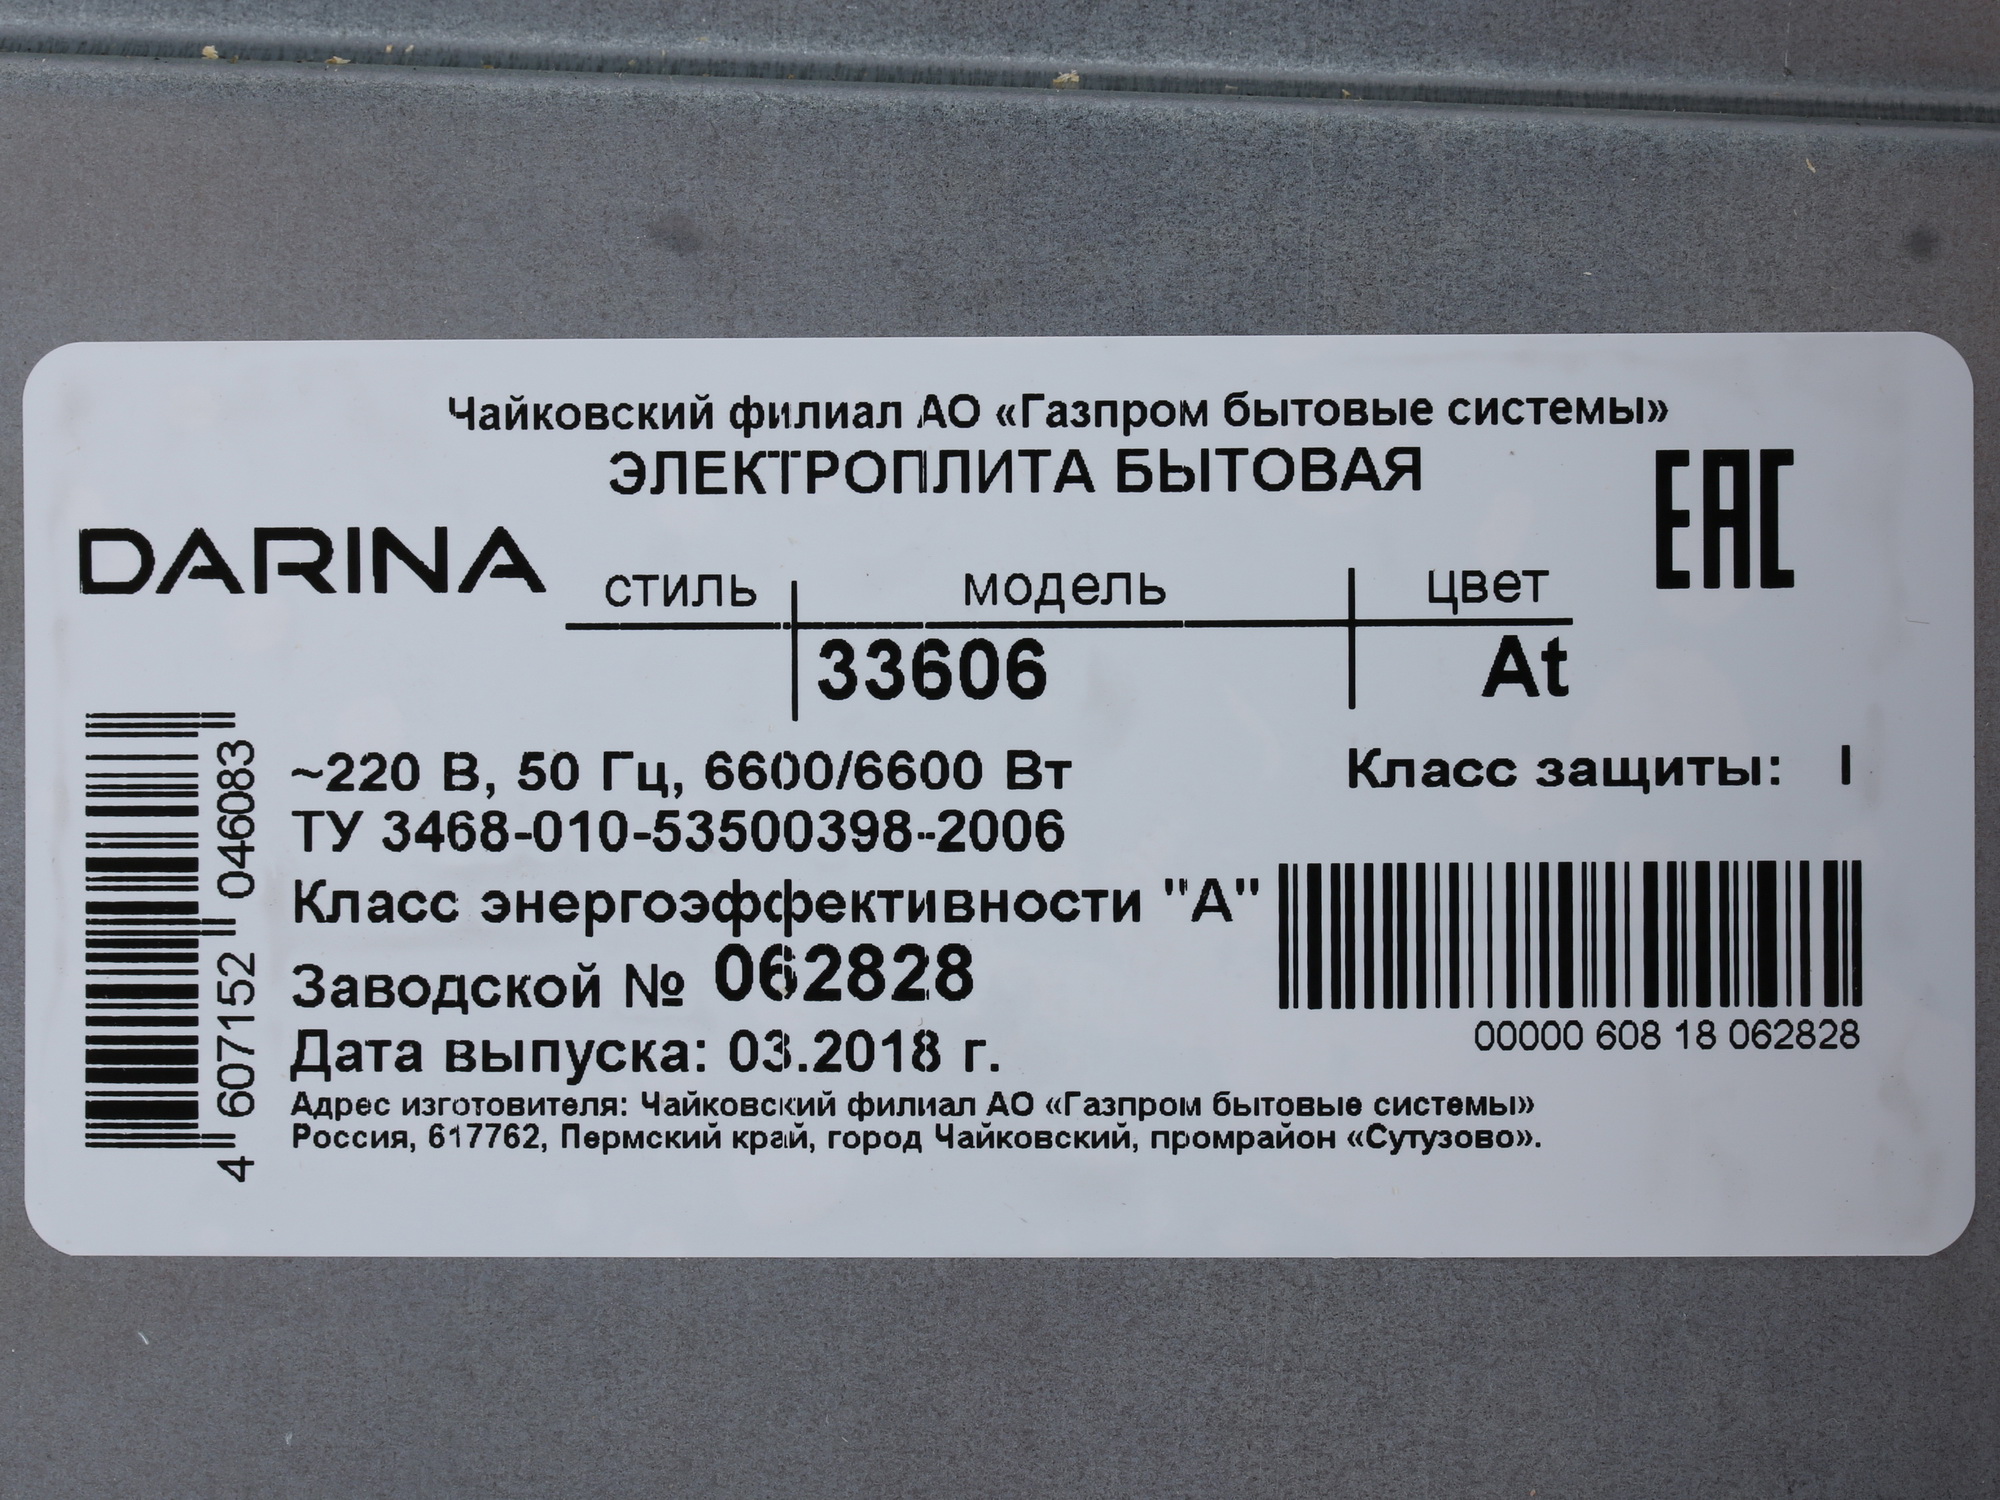 Чайковский филиал АО «Газпром бытовые системы»
ЭЛЕКТРОПЛИТА БЫТОВАЯ
EAC
DARINA
стиль модель цвет
33606 At
~220 В, 50 Гц, 6600/6600 Вт Класс защиты: I
ТУ 3468-010-53500398-2006
Класс энергоэффективности "А"
Заводской № 062828
00000 608 18 062828
Дата выпуска: 03.2018 г.
Адрес изготовителя: Чайковский филиал АО «Газпром бытовые системы»
Россия, 617762, Пермский край, город Чайковский, промрайон «Сутузово».
4 607152 046083